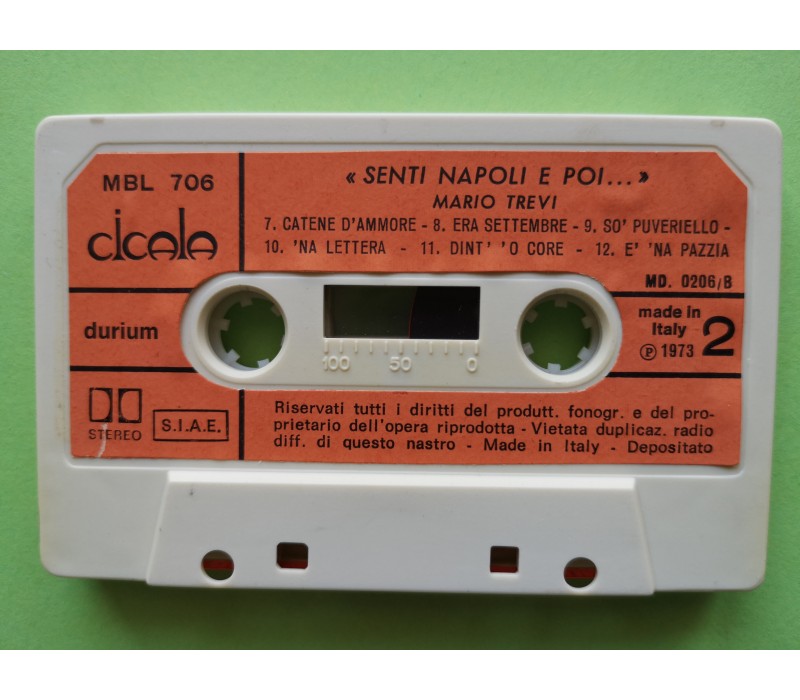 MBL 706
cicala
« SENTI NAPOLI E POI... »
MARIO TREVI
7. CATENE D'AMMORE - 8. ERA SETTEMBRE - 9. SO' PUVERIELLO -
10. 'NA LETTERA - 11. DINT' 'O CORE - 12. E' 'NA PAZZIA
MD. 0206/B
durium
100 50 0
made in
Italy
℗ 1973
2
STEREO
S.I.A.E.
Riservati tutti i diritti del produtt. fonogr. e del pro-
prietario dell'opera riprodotta - Vietata duplicaz. radio
diff. di questo nastro - Made in Italy - Depositato